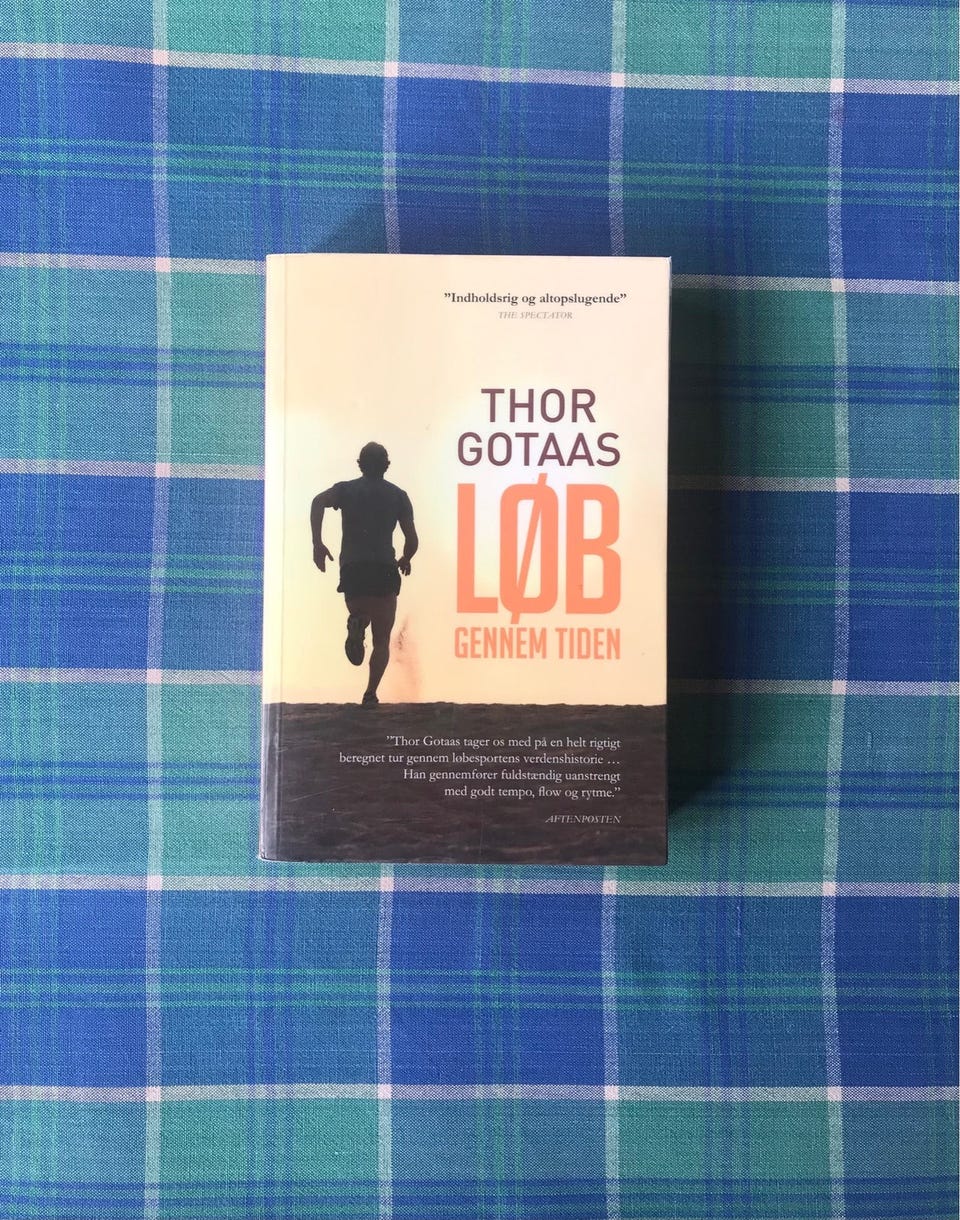 ”Indholdsrig og altopslugende”
THE SPECTATOR
THOR
GOTAAS
LØB
GENNEM TIDEN
”Thor Gotaas tager os med på en helt rigtigt
beregnet tur gennem løbesportens verdenshistorie ...
Han gennemfører fuldstændig uanstrengt
med godt tempo, flow og rytme.”
AFTENPOSTEN